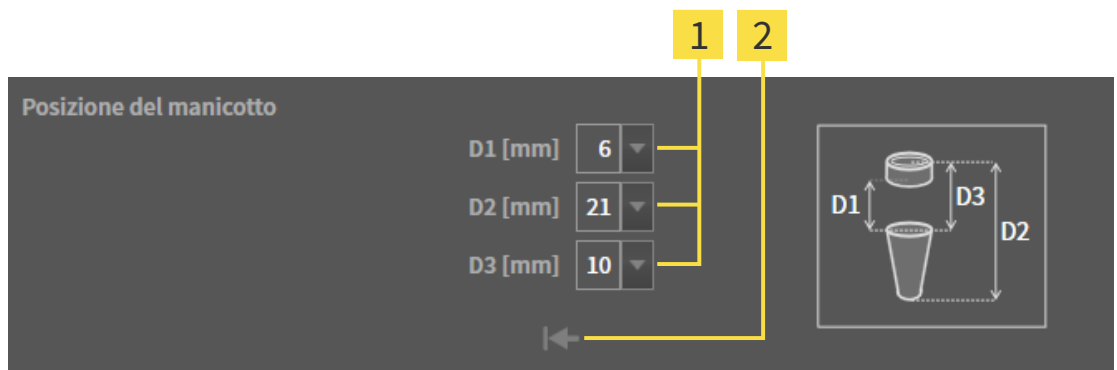 1 2
Posizione del manicotto
D1 [mm] 6
D2 [mm] 21
D3 [mm] 10
D1 D3
D2